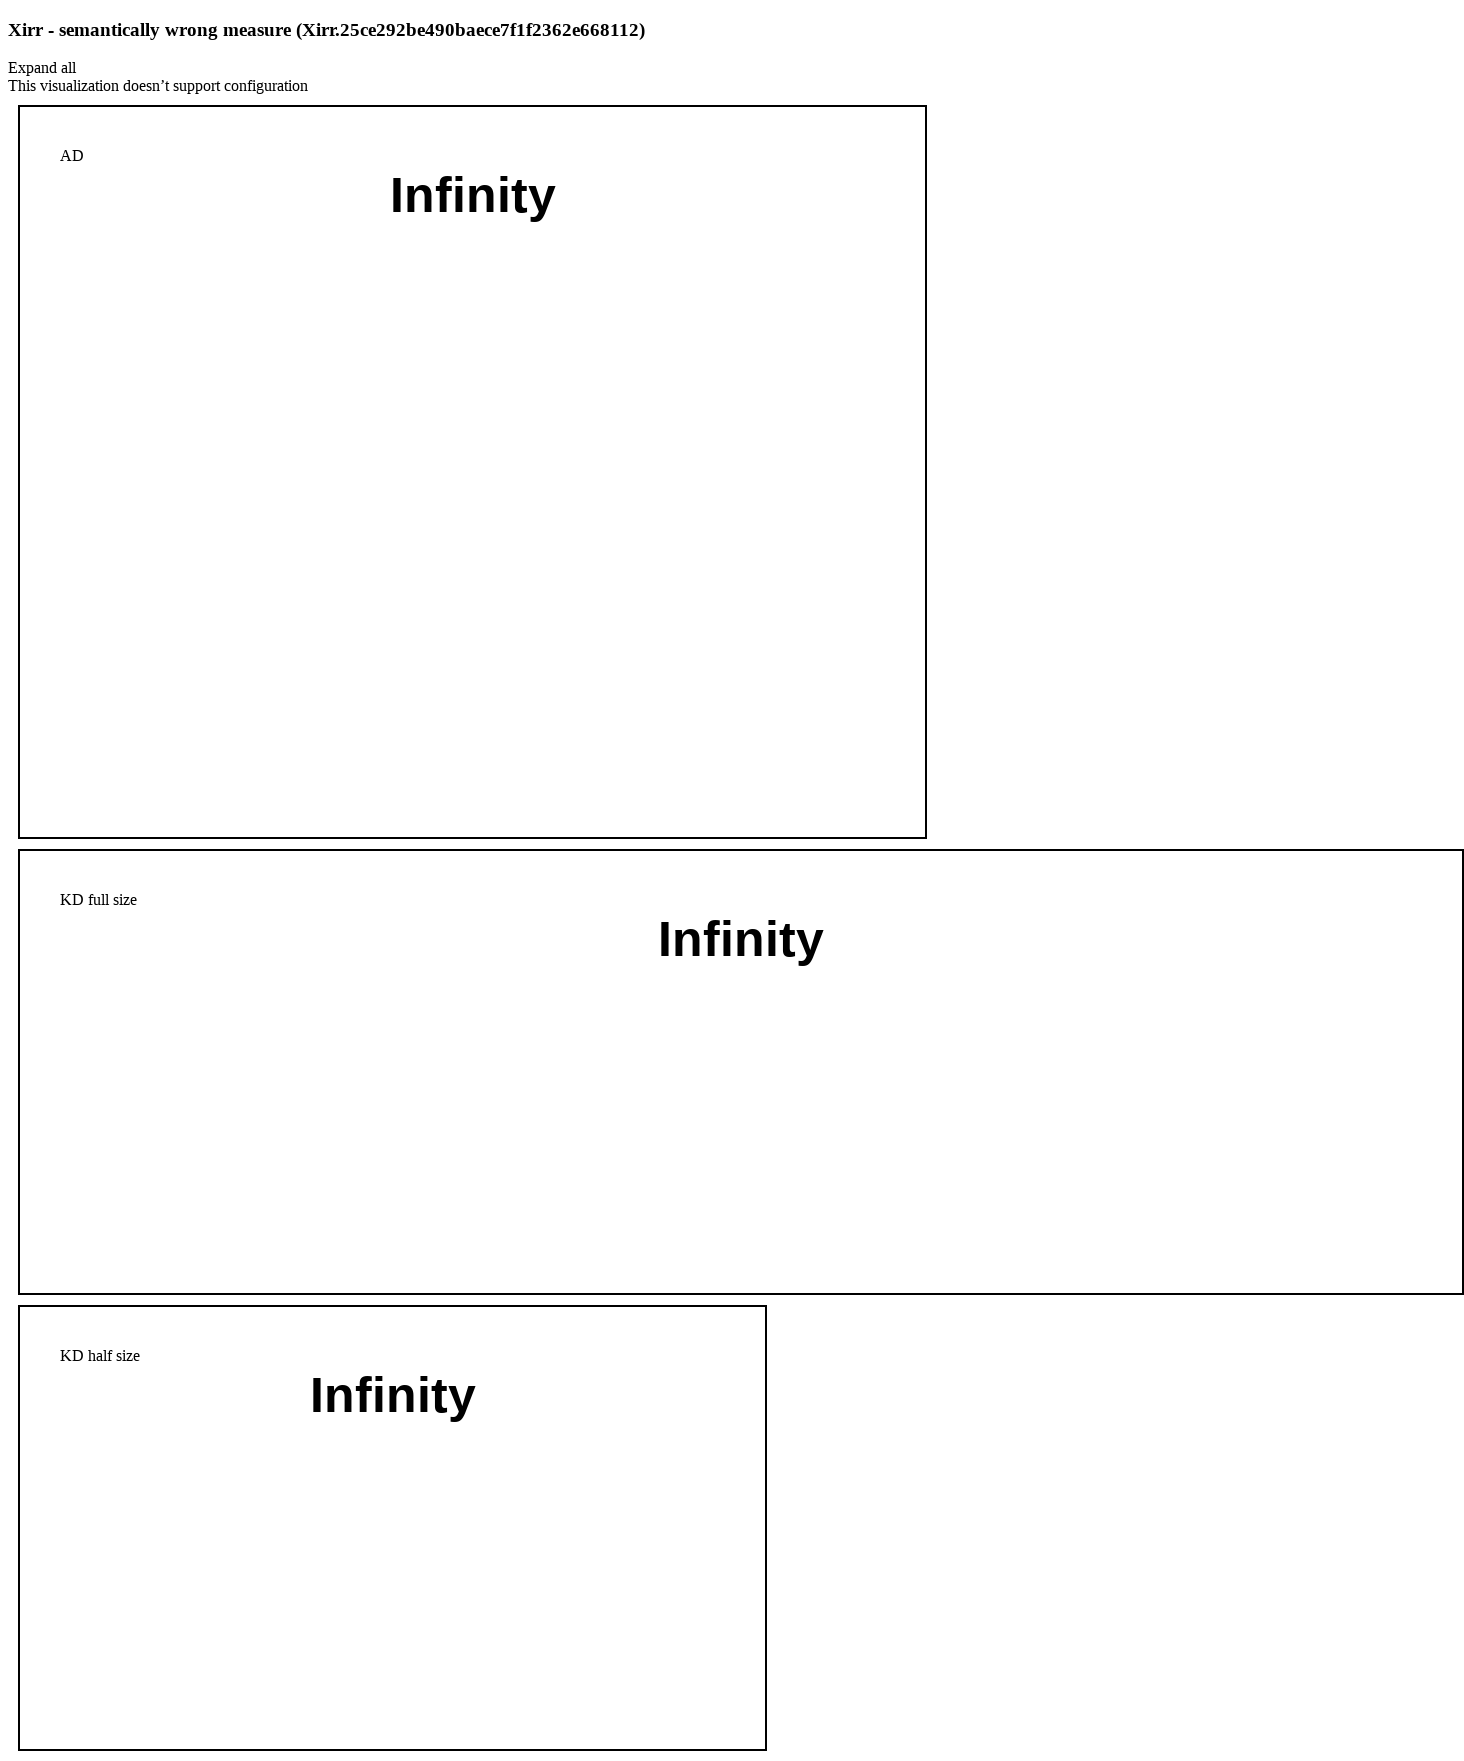 Xirr - semantically wrong measure (Xirr.25ce292be490baece7f1f2362e668112)
Expand all
This visualization doesn’t support configuration
AD
Infinity
KD full size
Infinity
KD half size
Infinity